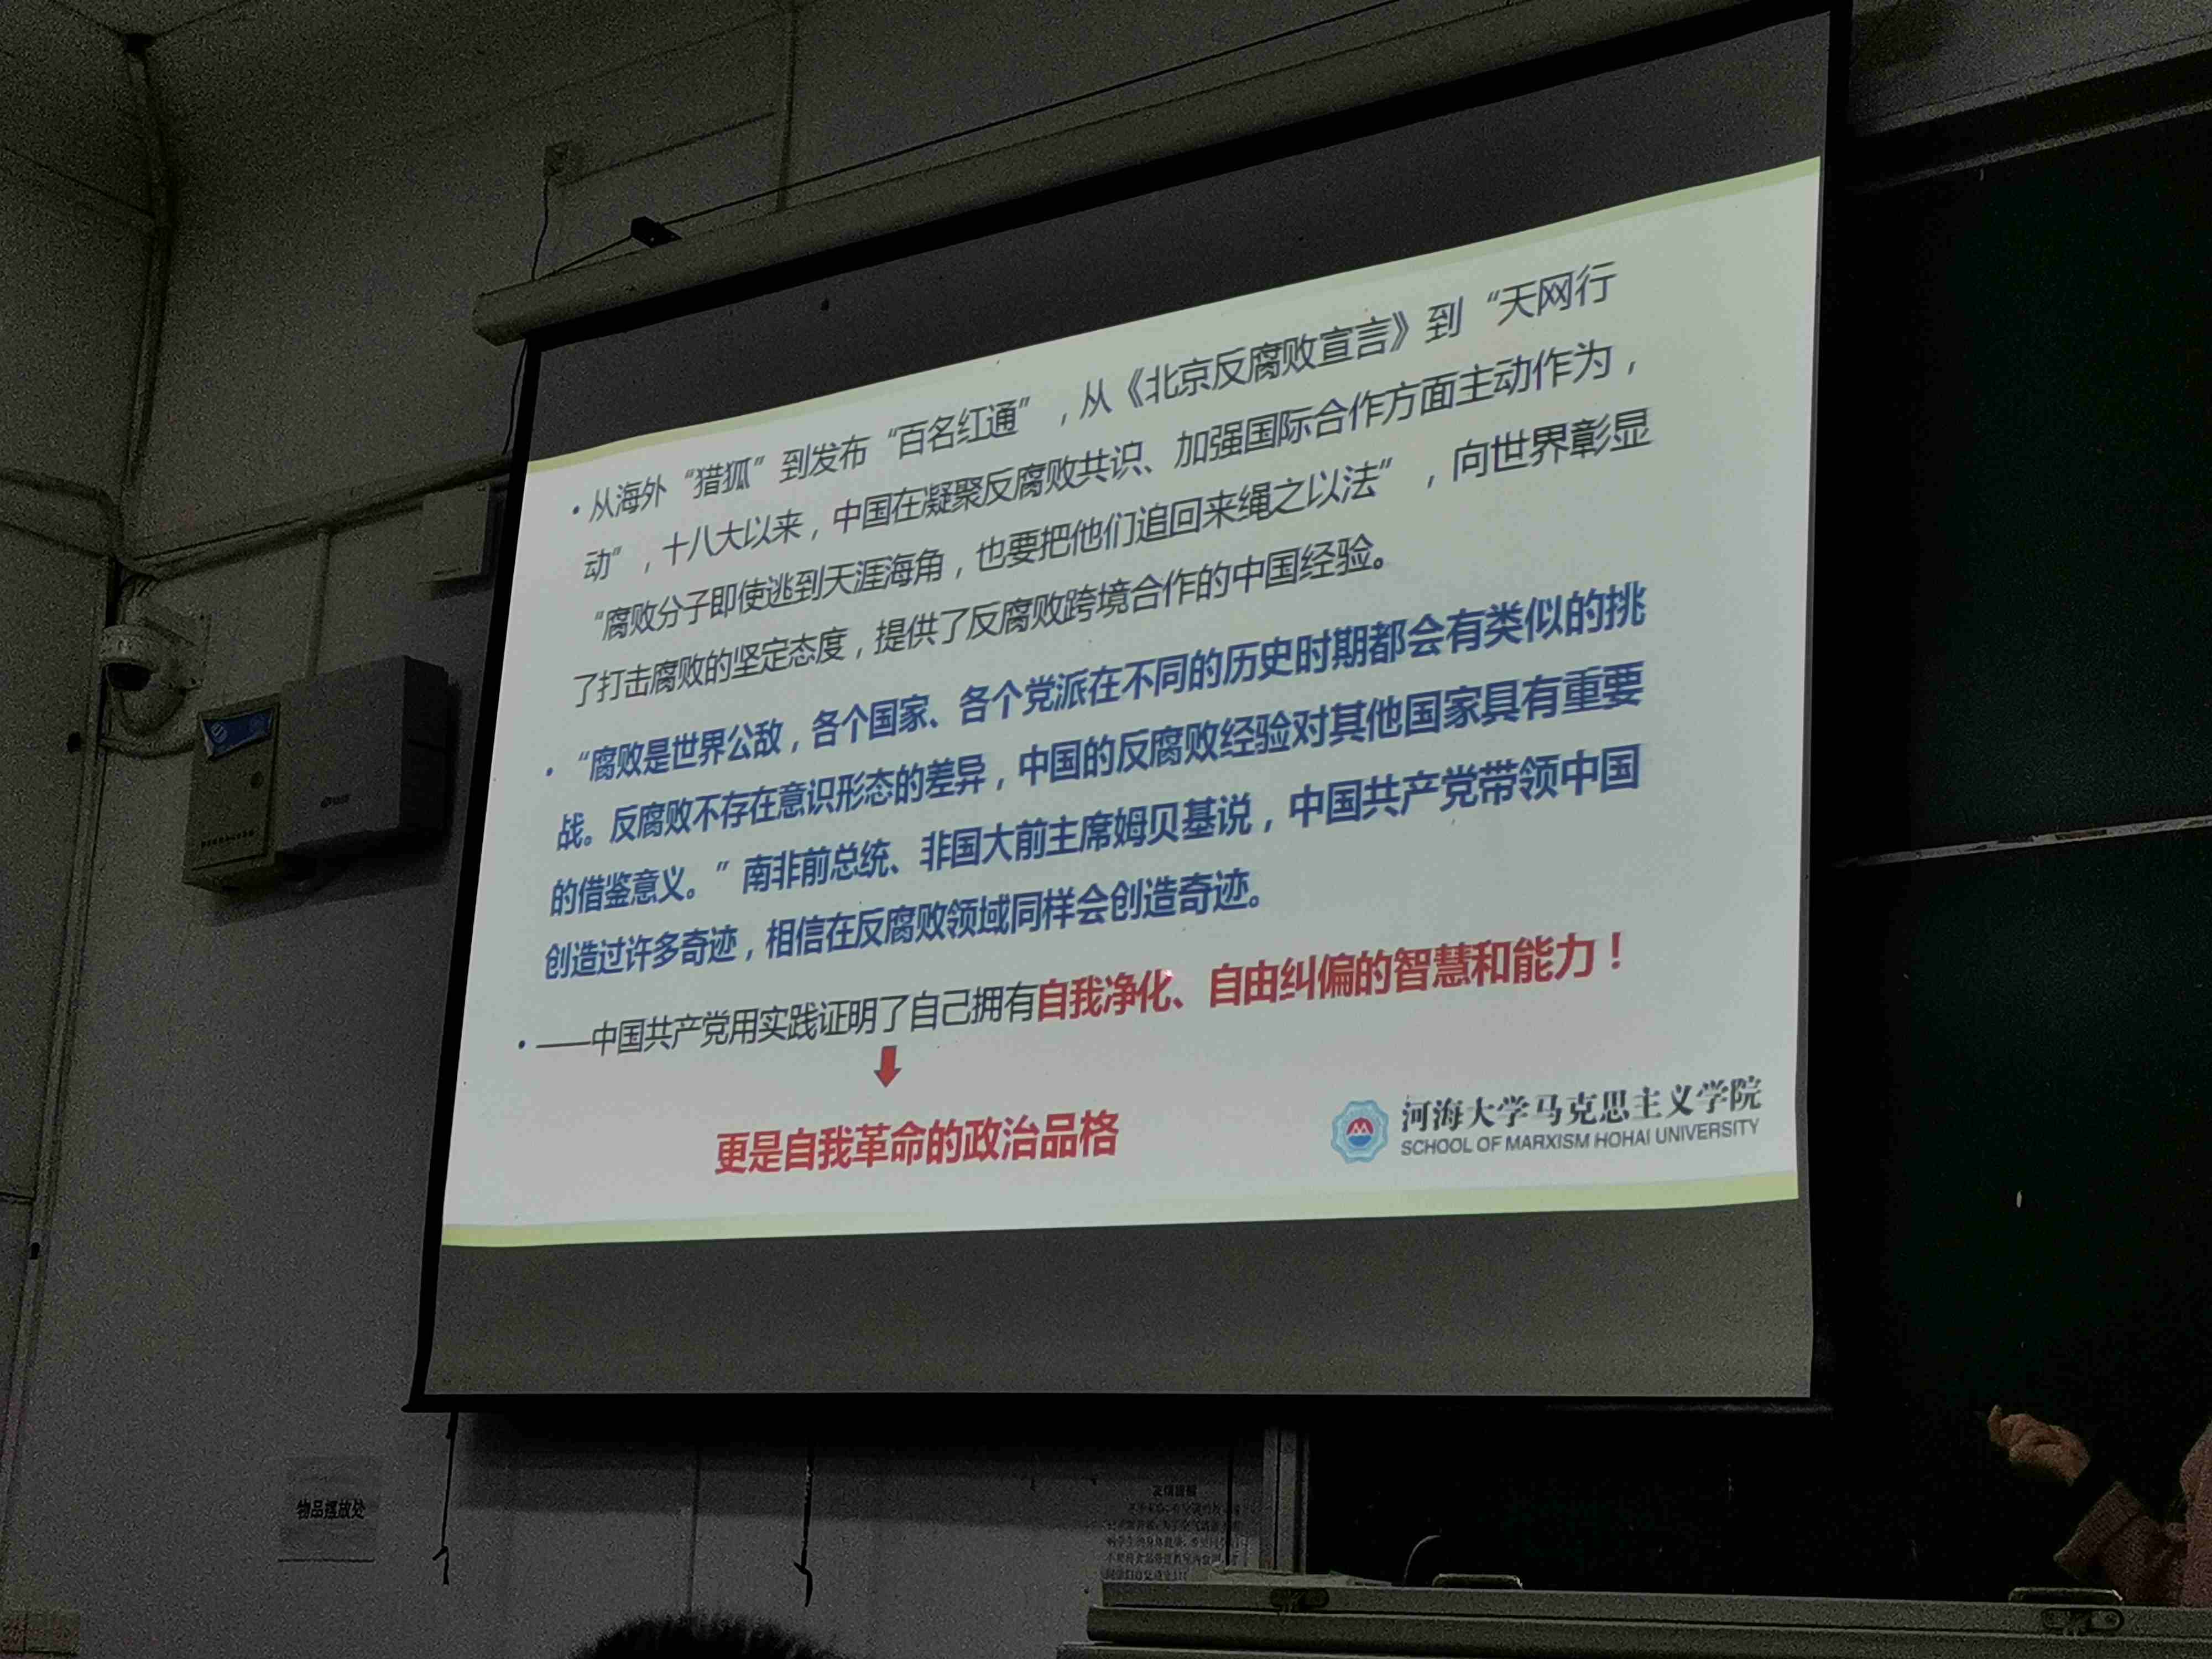 • 从海外“猎狐”到发布“百名红通”，从《北京反腐败宣言》到“天网行
动”，十八大以来，中国在凝聚反腐败共识、加强国际合作方面主动作为，
“腐败分子即使逃到天涯海角，也要把他们追回来绳之以法”，向世界彰显
了打击腐败的坚定态度，提供了反腐败跨境合作的中国经验。
• “腐败是世界公敌，各个国家、各个党派在不同的历史时期都会有类似的挑
战。反腐败不存在意识形态的差异，中国的反腐败经验对其他国家具有重要
的借鉴意义。”南非前总统、非国大前主席姆贝基说，中国共产党带领中国
创造过许多奇迹，相信在反腐败领域同样会创造奇迹。
• ——中国共产党用实践证明了自己拥有自我净化、自由纠偏的智慧和能力！
更是自我革命的政治品格
河海大学马克思主义学院
SCHOOL OF MARXISM HOHAI UNIVERSITY
物品摆放处